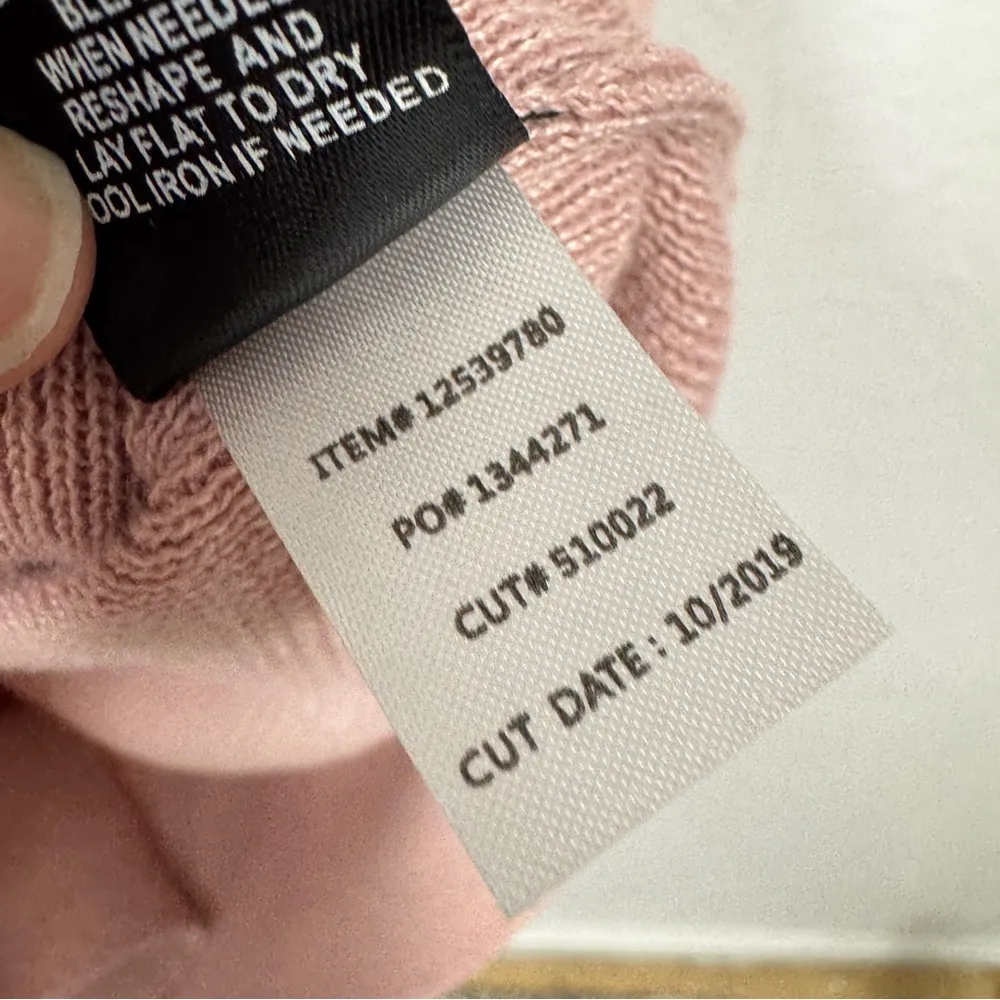 WHEN NEEDED
RESHAPE AND
LAY FLAT TO DRY
OOL IRON IF NEEDED
ITEM# 12539780
PO# 1344271
CUT# 510022
CUT DATE : 10/2019